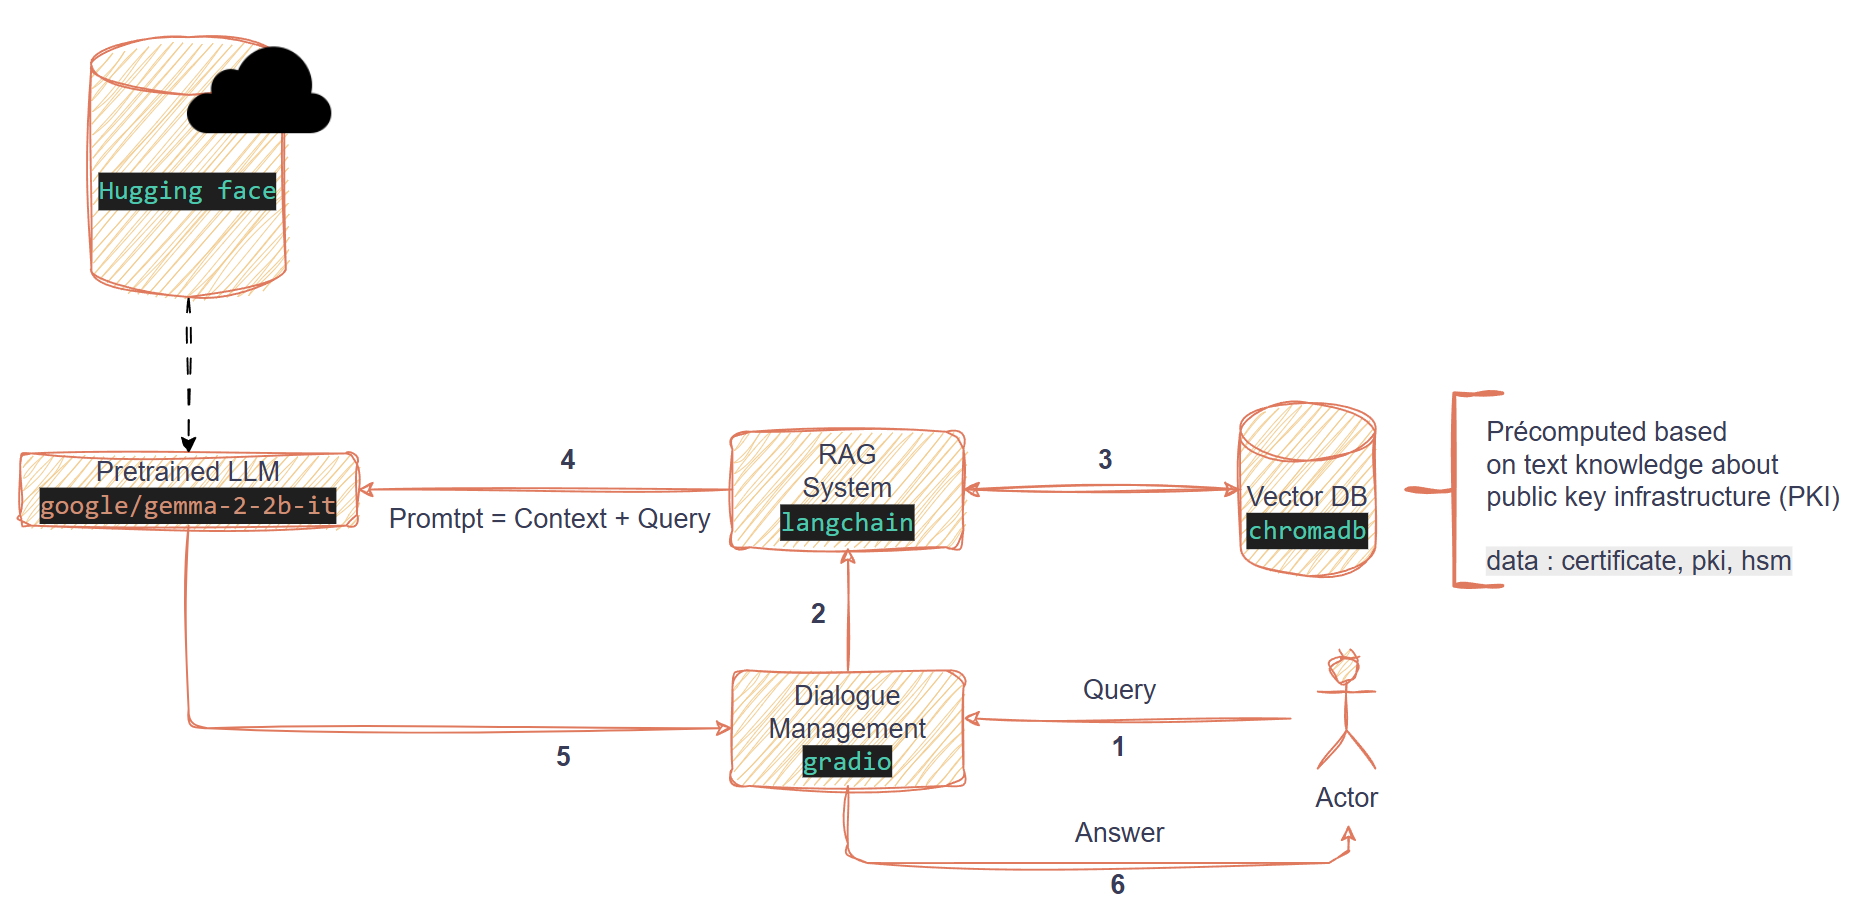 Hugging face
Pretrained LLM
google/gemma-2-2b-it
4
Promtpt = Context + Query
RAG
System
langchain
3
Vector DB
chromadb
Précomputed based
on text knowledge about
public key infrastructure (PKI)
data : certificate, pki, hsm
2
Dialogue
Management
gradio
Query
1
Actor
5
Answer
6